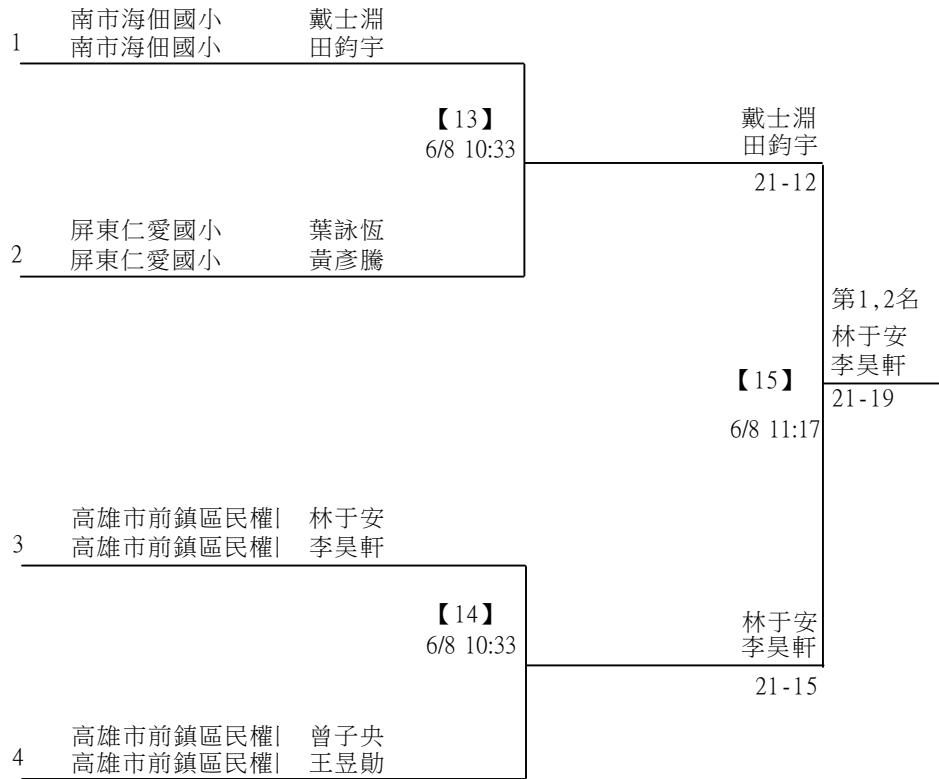 南市海佃國小 戴士淵
1 南市海佃國小 田鈞宇
【13】
6/8 10:33
戴士淵
田鈞宇
21-12
屏東仁愛國小 葉詠恆
2 屏東仁愛國小 黃彥騰
第1,2名
林于安
李昊軒
【15】
21-19
6/8 11:17
高雄市前鎮區民權 林于安
3 高雄市前鎮區民權 李昊軒
【14】
6/8 10:33
林于安
李昊軒
21-15
高雄市前鎮區民權 曾子央
4 高雄市前鎮區民權 王昱勛